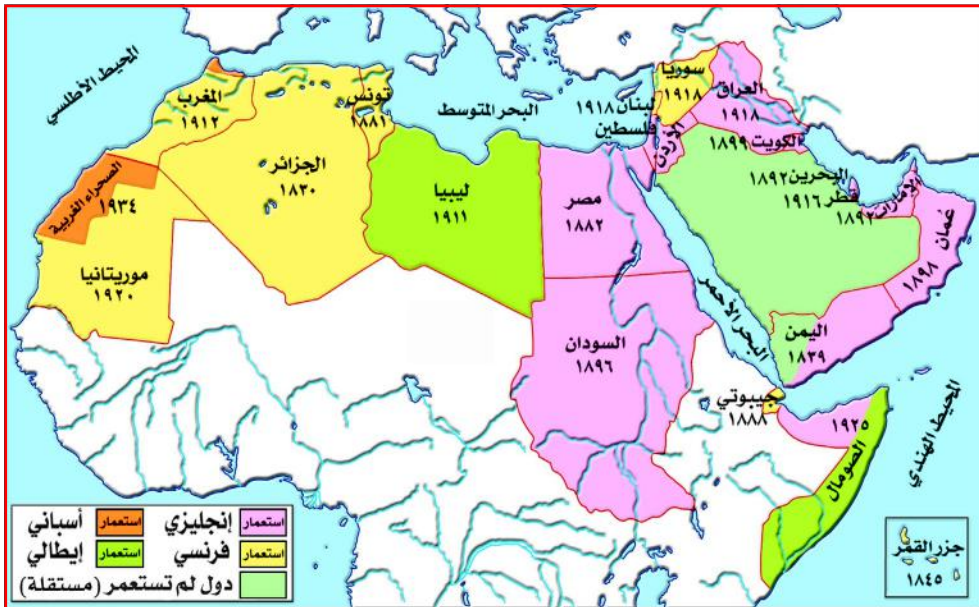 المحيط الأطلسي
المغرب
١٩١٢
الصحراء الغربية
١٩٣٤
موريتانيا
١٩٢٠
الجزائر
١٨٣٠
تونس
١٨٨١
البحر المتوسط
ليبيا
١٩١١
مصر
١٨٨٢
السودان
١٨٩٦
سوريا
١٩١٨
لبنان ١٩١٨
فلسطين
الأردن
العراق
١٩١٨
الكويت
١٨٩٩
البحرين
١٨٩٢
قطر
١٩١٦
الإمارات
١٨٩٢
عُمان
١٨٩٨
اليمن
١٨٣٩
البحر الأحمر
جيبوتي
١٨٨٨
١٩٢٥
الصومال
المحيط الهندي
جزر القمر
١٨٤٥
استعمار إنجليزي
استعمار أسباني
استعمار فرنسي
استعمار إيطالي
دول لم تستعمر (مستقلة)